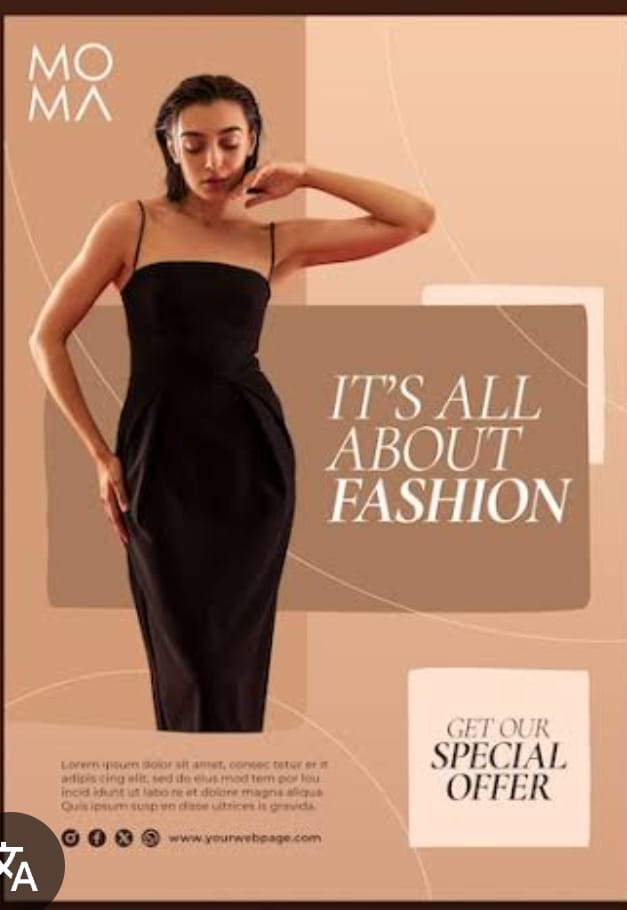 MO
MA
IT'S ALL
ABOUT
FASHION
GET OUR
SPECIAL
OFFER
Lorem ipsum dolor sit amet, consec tetur er it
adipis cing elit, sed do eius mod tem por lou
incid idunt ut labo re et dolore magna aliqua
Quis ipsum susp en disse ultrices is gravida.
www.yourwebpage.com